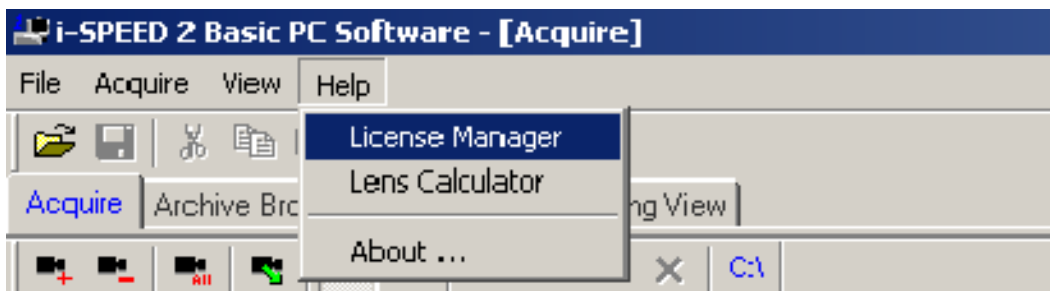 i-SPEED 2 Basic PC Software - [Acquire]
File Acquire View Help
License Manager
Lens Calculator
About ...
Acquire Archive Bro ng View
All C:\